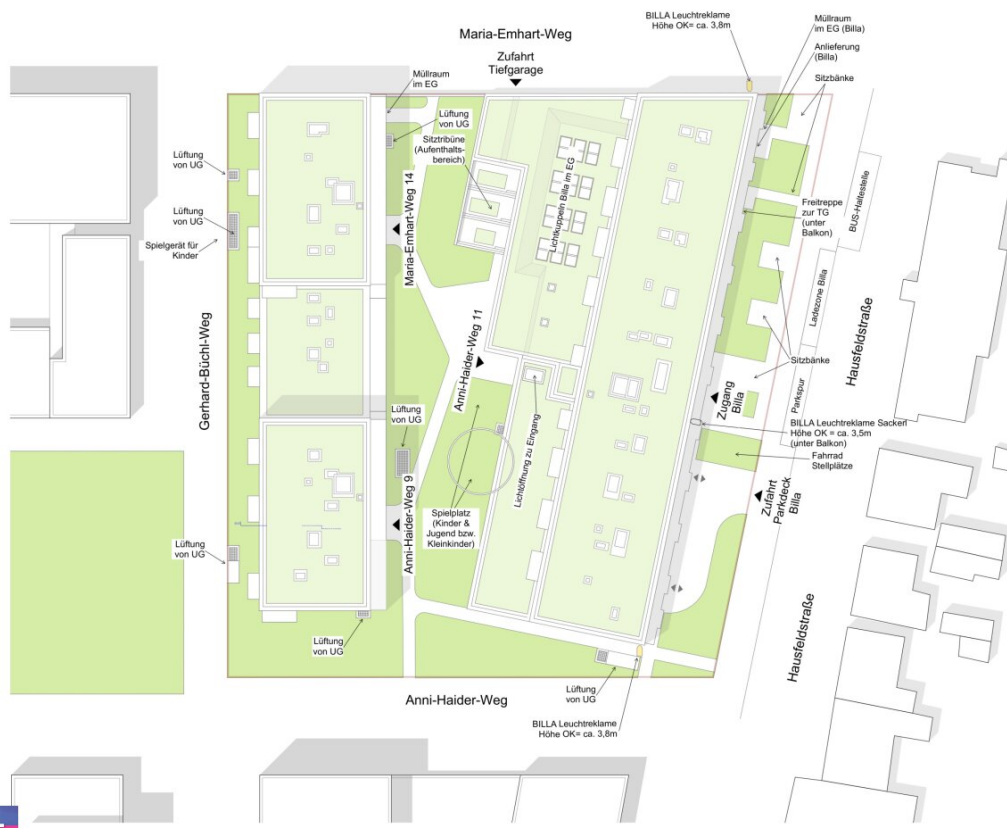 BILLA Leuchtreklame
Höhe OK= ca. 3,8m
Müllraum
im EG (Billa)
Anlieferung
(Billa)
Sitzbänke
Maria-Emhart-Weg
Zufahrt
Tiefgarage
Müllraum
im EG
Lüftung
von UG
Sitztribüne
(Aufenthalts-
bereich)
Lüftung
von UG
Lüftung
von UG
Spielgerät für
Kinder
Maria-Emhart-Weg 14
Lichtkuppeln Billa im EG
Freitreppe
zur TG
(unter
Balkon)
BUS-Haltestelle
Ladezone Billa
Hausfeldstraße
Gerhard-Büchl-Weg
Anni-Haider-Weg 11
Sitzbänke
Parkspur
Zugang
Billa
Lüftung
von UG
Lichtöffnung zu Eingang
BILLA Leuchtreklame Sackerl
Höhe OK = ca. 3,5m
(unter Balkon)
Fahrrad
Stellplätze
Zufahrt
Parkdeck
Billa
Anni-Haider-Weg 9
Spielplatz
(Kinder &
Jugend bzw.
Kleinkinder)
Lüftung
von UG
Lüftung
von UG
Hausfeldstraße
Anni-Haider-Weg
Lüftung
von UG
BILLA Leuchtreklame
Höhe OK= ca. 3,8m